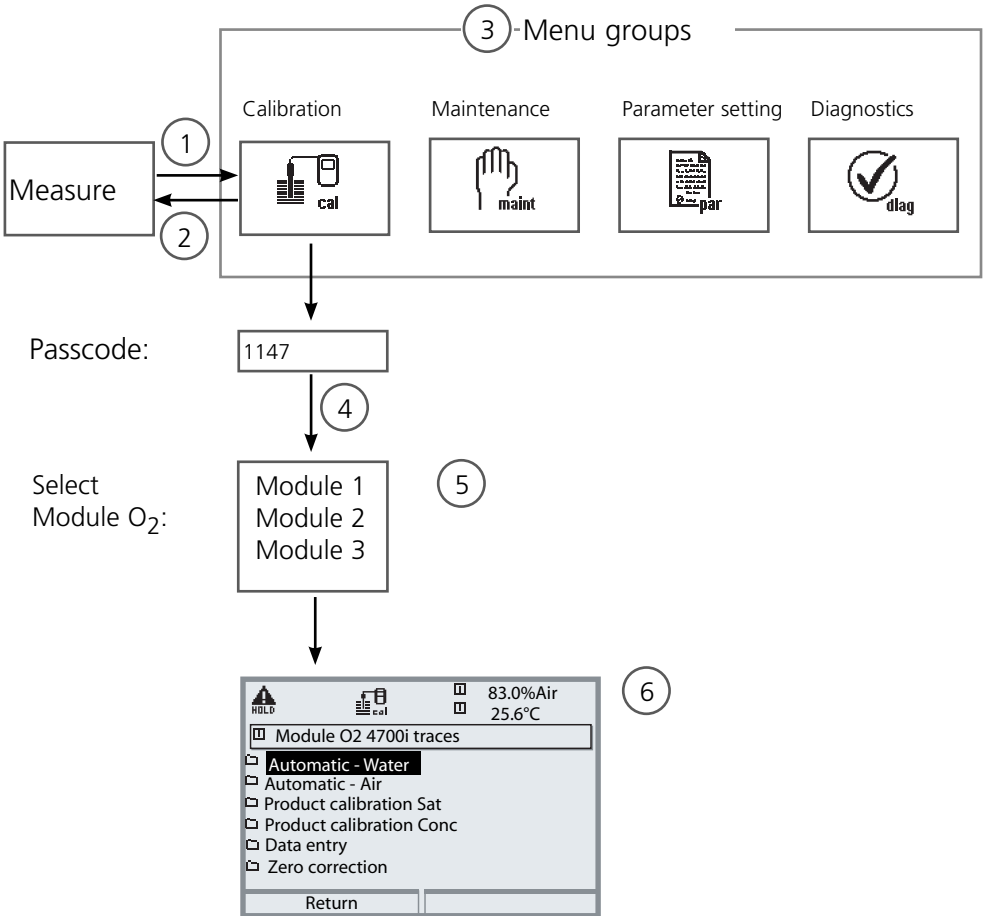 3 Menu groups
Calibration Maintenance Parameter setting Diagnostics
1
Measure
cal maint par diag
2
Passcode: 1147
4
Select
Module O2:
Module 1
Module 2
Module 3
5
6
HOLD cal 83.0%Air
25.6°C
Module O2 4700i traces
Automatic - Water
Automatic - Air
Product calibration Sat
Product calibration Conc
Data entry
Zero correction
Return